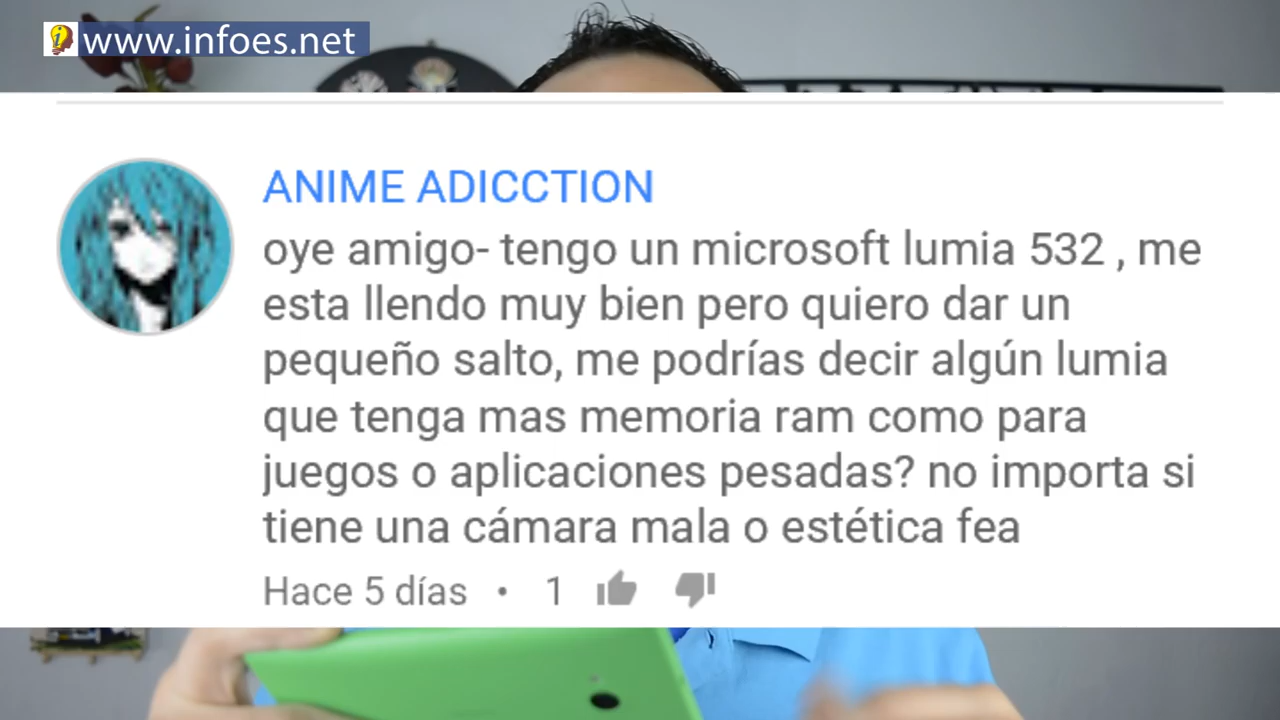 www.infoes.net
ANIME ADICCTION
oye amigo- tengo un microsoft lumia 532 , me
esta llendo muy bien pero quiero dar un
pequeño salto, me podrías decir algún lumia
que tenga mas memoria ram como para
juegos o aplicaciones pesadas? no importa si
tiene una cámara mala o estética fea
Hace 5 días • 1